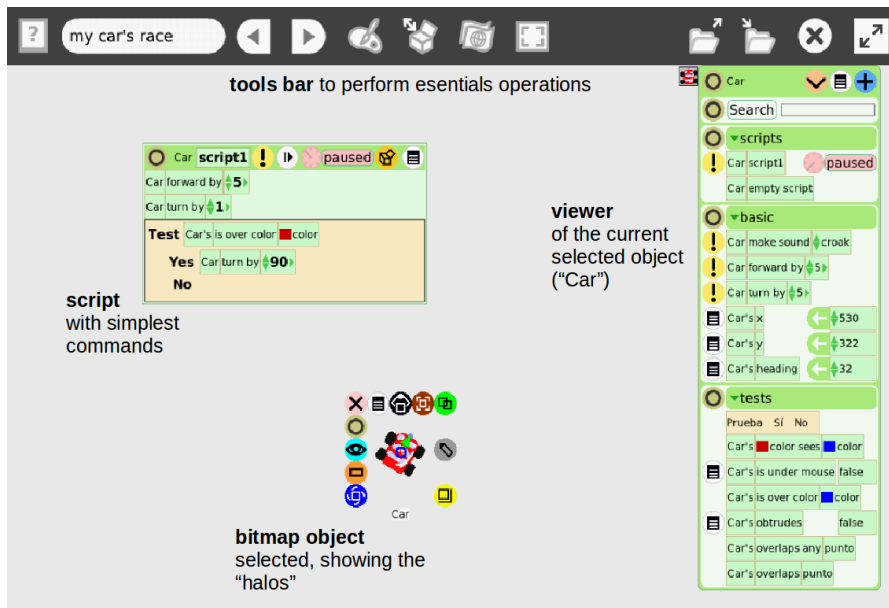 ?
my car's race
tools bar to perform esentials operations
Car script1 ! paused
Car forward by 5
Car turn by 1
Test Car's is over color color
Yes Car turn by 90
No
script
with simplest
commands
viewer
of the current
selected object
("Car")
Car
Search
scripts
! Car script1 paused
Car empty script
basic
! Car make sound croak
! Car forward by 5
! Car turn by 5
Car's x 530
Car's y 322
Car's heading 32
tests
Prueba Sí No
Car's color sees color
Car's is under mouse false
Car's is over color color
Car's obtrudes false
Car's overlaps any punto
Car's overlaps punto
Car
bitmap object
selected, showing the
"halos"